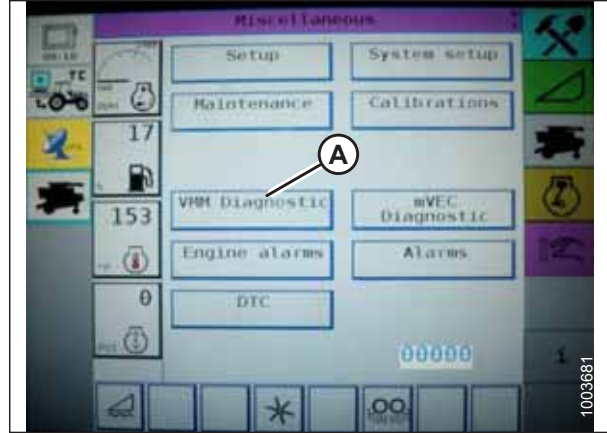 Miscellaneous
Setup
System setup
Maintenance
Calibrations
A
17
VMM Diagnostic
mVEC
Diagnostic
153
Engine alarms
Alarms
0
DTC
00000
TC
i
1003681